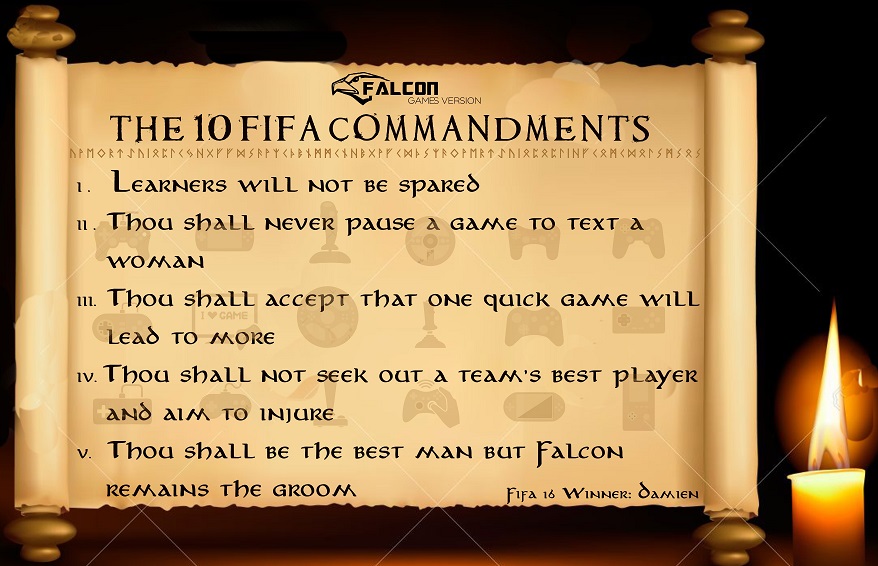 FALCON
GAMES VERSION
THE 10 FIFA COMMANDMENTS
I. Learners will not be spared
II. Thou shall never pause a game to text a
woman
III. Thou shall accept that one quick game will
lead to more
IV. Thou shall not seek out a team's best player
and aim to injure
V. Thou shall be the best man but Falcon
remains the groom
Fifa 16 Winner: Damien
I ♥ GAME